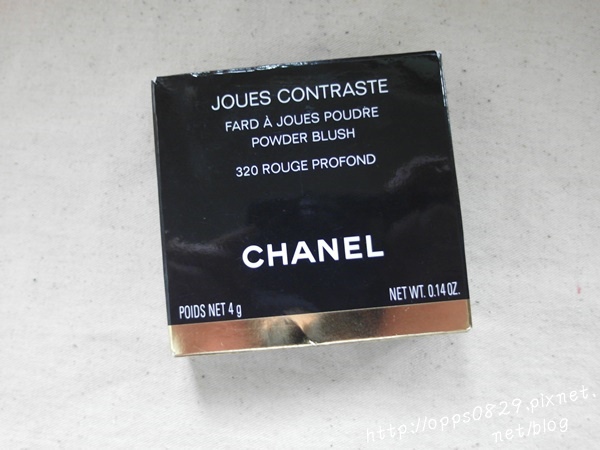 JOUES CONTRASTE
FARD À JOUES POUDRE
POWDER BLUSH
320 ROUGE PROFOND
CHANEL
POIDS NET 4 g
NET WT. 0.14 OZ.
http://opps0829.pixnet.
net/blog